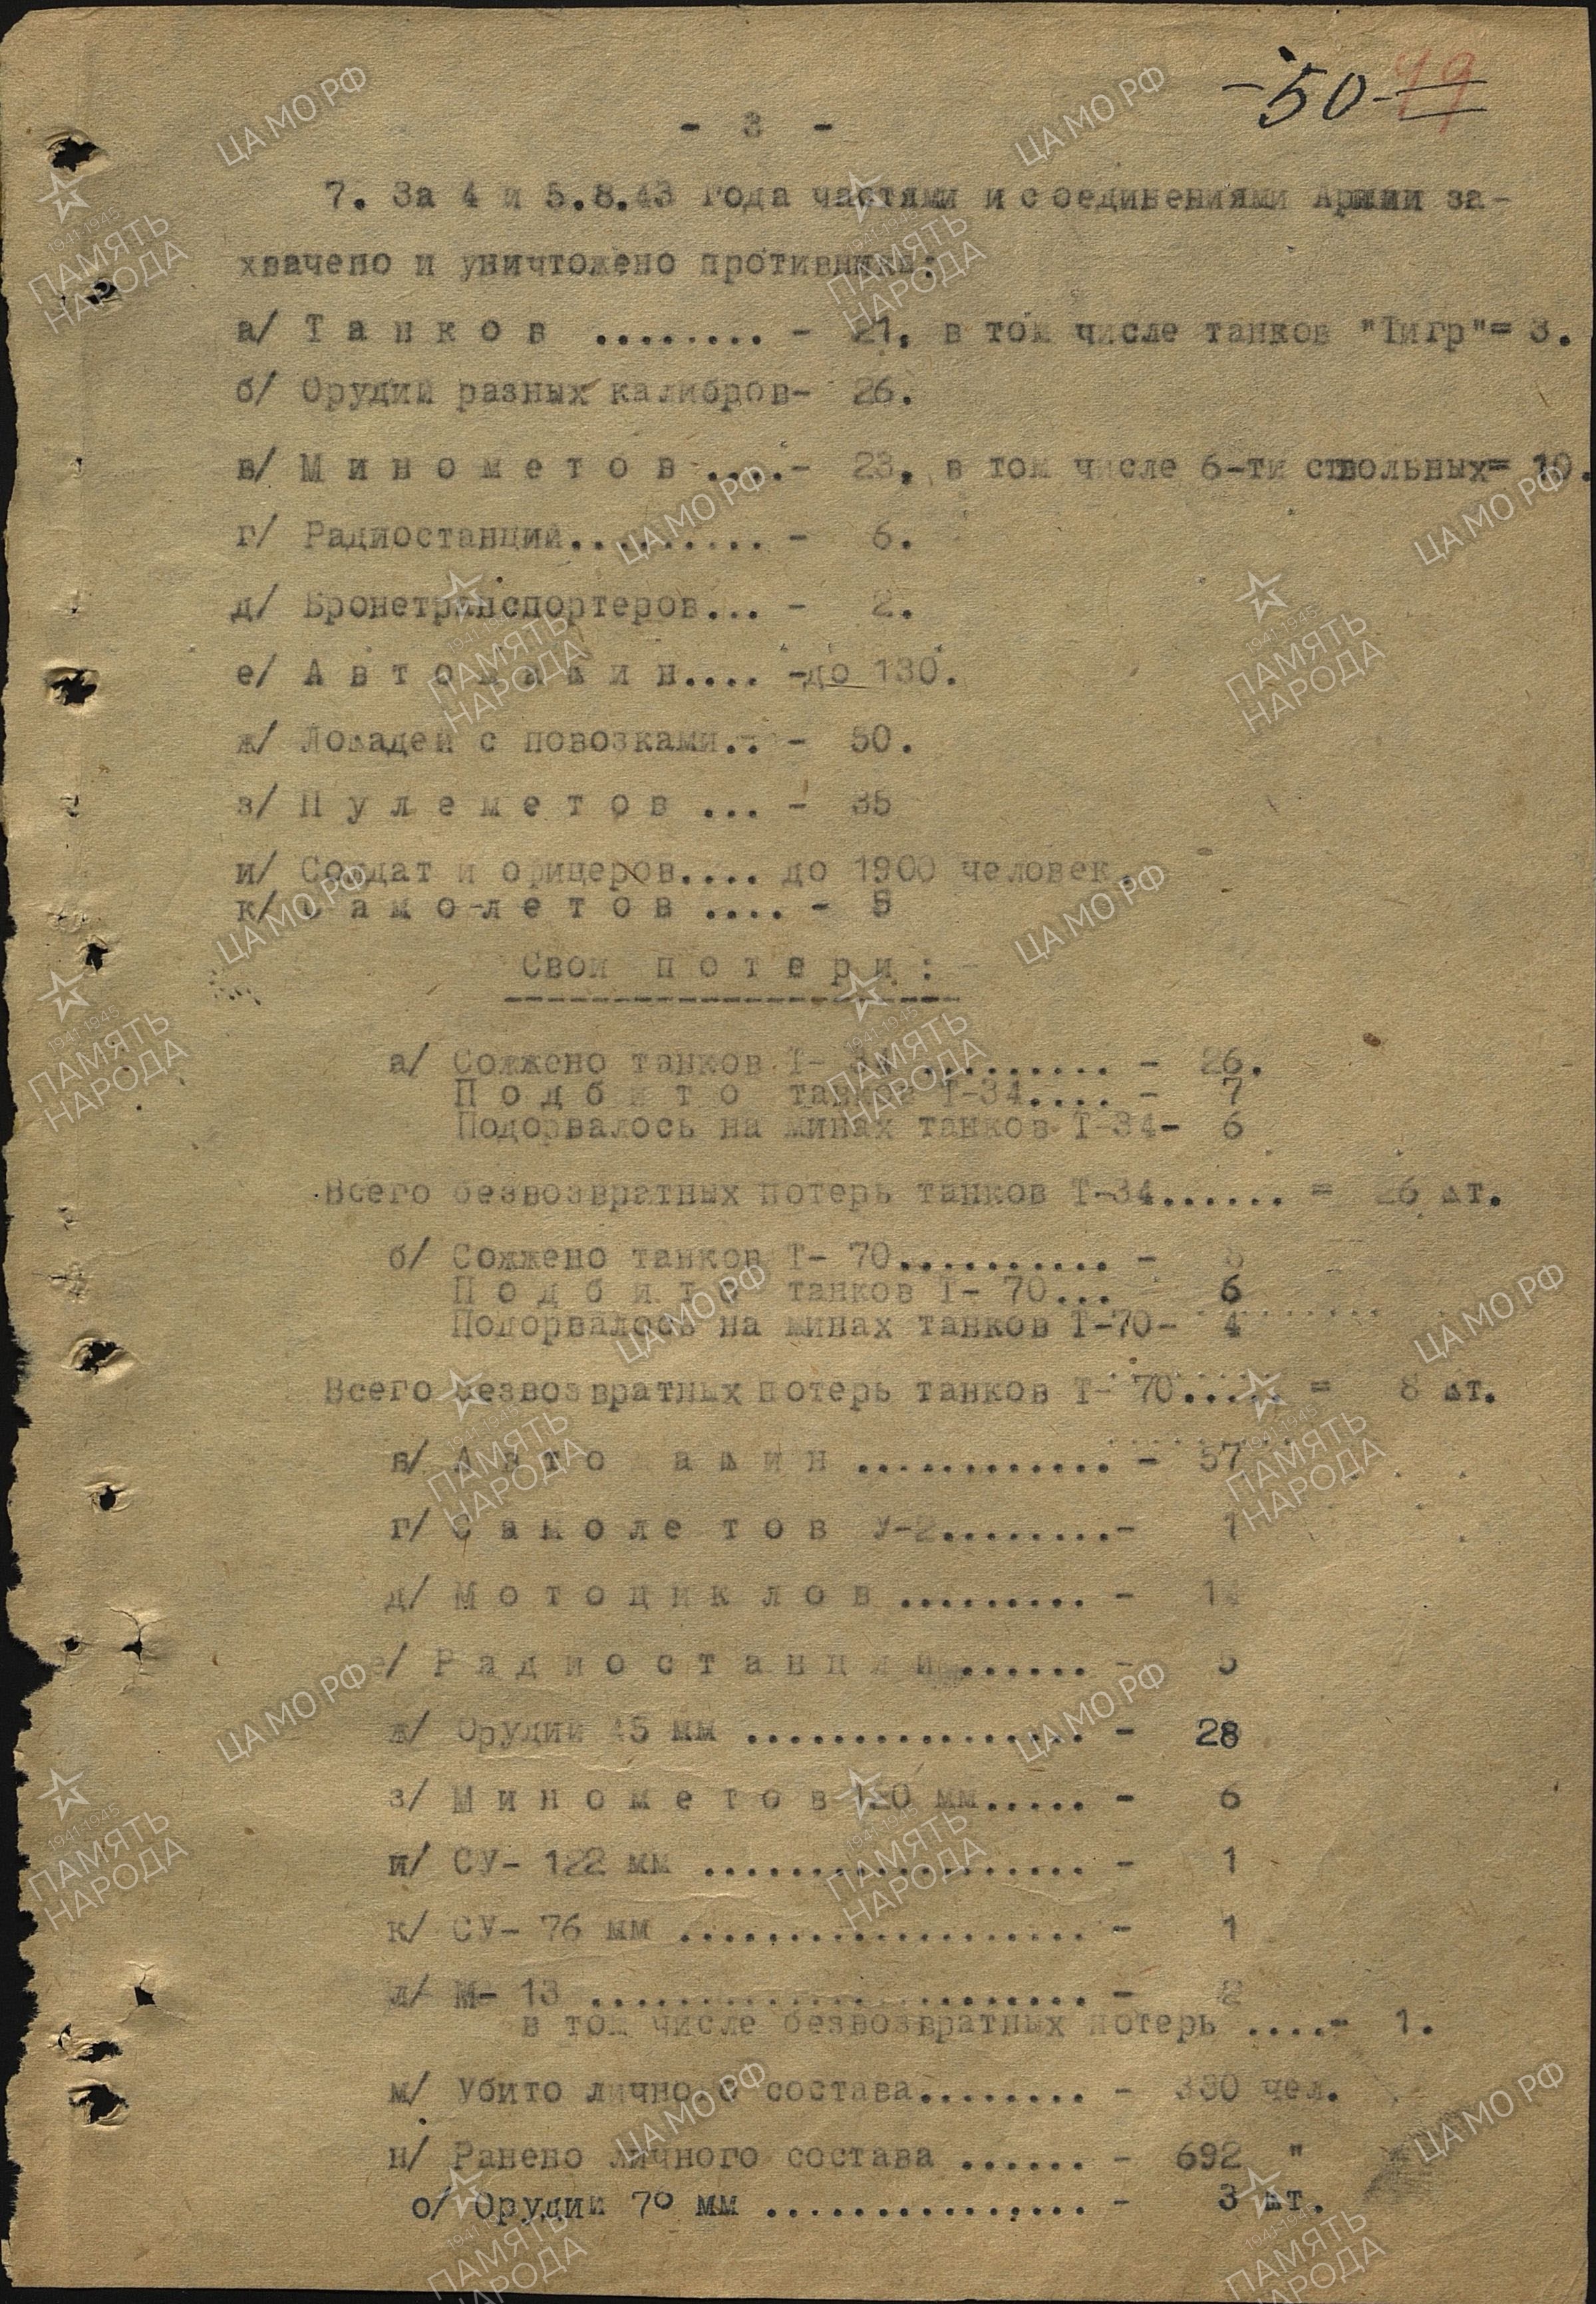 -50- 49
- 3 -
7. За 4 и 5.8.43 года частями и соединениями Армии за-
хвачено и уничтожено противника:
а/ Т а н к о в ........ - 21, в том числе танков "Тигр"= 3.
б/ Орудий разных калибров- 26.
в/ М и н о м е т о в ....- 23, в том числе 6-ти ствольных= 10.
г/ Радиостанций......... - 6.
д/ Бронетранспортеров... - 2.
е/ А в т о м а ш и н.... -до 130.
ж/ Лошадей с повозками.. - 50.
з/ П у л е м е т о в ... - 35
и/ Солдат и офицеров.... до 1900 человек.
к/ С а м о л е т о в .... - 5
Свои п о т е р и :
а/ Сожжено танков Т- 34.......... - 26.
П о д б и т о танков Т-34.... - 7
Подорвалось на минах танков Т-34- 6
Всего безвозвратных потерь танков Т-34...... = 26 шт.
б/ Сожжено танков Т- 70.......... -
П о д б и т о танков Т- 70... 6
Подорвалось на минах танков Т-70- 4
Всего безвозвратных потерь танков Т- 70..... = 8 шт.
в/ А в т о м а ш и н ............ - 57
г/ С а м о л е т о в У-2........- 1
д/ М о т о ц и к л о в ......... -
е/ Р а д и о с т а н ц и й ...... - 5
ж/ Орудий 45 мм ................ - 28
з/ М и н о м е т о в 120 мм..... - 6
и/ СУ- 122 мм .................. - 1
к/ СУ- 76 мм ................... - 1
л/ М- 13 ....................... - 2
в том числе безвозвратных потерь ....- 1.
м/ Убито личного состава........ - 330 чел.
н/ Ранено личного состава ...... - 692 "
о/ Орудий 76 мм ............... - 3 шт.